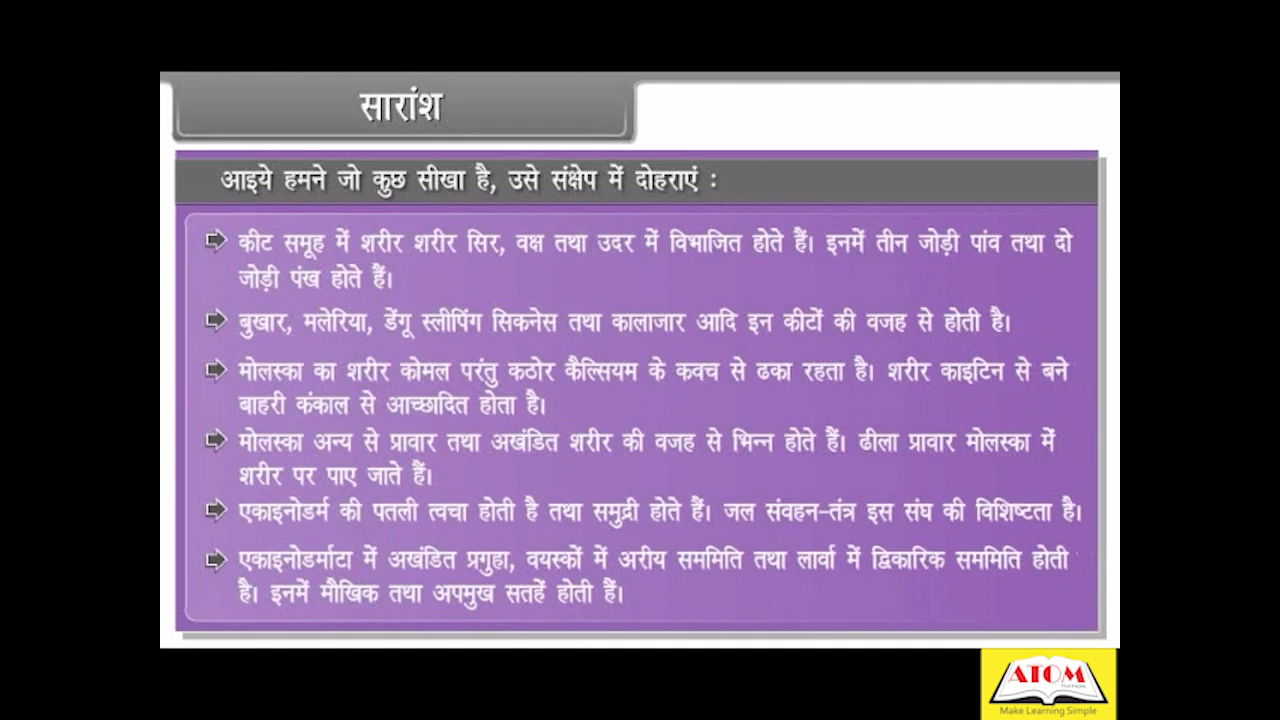 सारांश
आइये हमने जो कुछ सीखा है, उसे संक्षेप में दोहराएं :
कीट समूह में शरीर शरीर सिर, वक्ष तथा उदर में विभाजित होते हैं। इनमें तीन जोड़ी पांव तथा दो
जोड़ी पंख होते हैं।
बुखार, मलेरिया, डेंगू स्लीपिंग सिकनेस तथा कालाजार आदि इन कीटों की वजह से होती है।
मोलस्का का शरीर कोमल परंतु कठोर कैल्सियम के कवच से ढका रहता है। शरीर काइटिन से बने
बाहरी कंकाल से आच्छादित होता है।
मोलस्का अन्य से प्रावार तथा अखंडित शरीर की वजह से भिन्न होते हैं। ढीला प्रावार मोलस्का में
शरीर पर पाए जाते हैं।
एकाइनोडर्म की पतली त्वचा होती है तथा समुद्री होते हैं। जल संवहन-तंत्र इस संघ की विशिष्टता है।
एकाइनोडर्माटा में अखंडित प्रगुहा, वयस्कों में अरीय सममिति तथा लार्वा में द्विकारिक सममिति होती
है। इनमें मौखिक तथा अपमुख सतहें होती हैं।
ATOM
Make Learning Simple